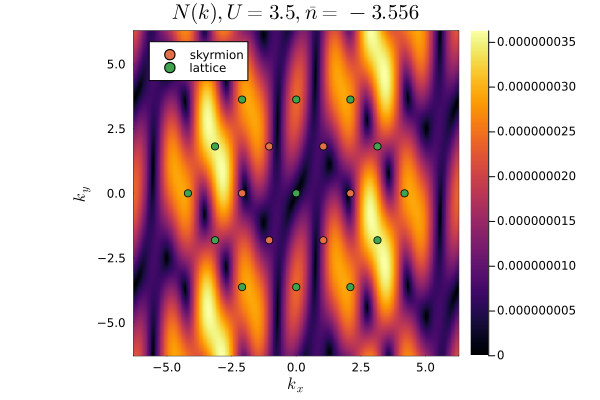 N(k), U = 3.5, n̄ = − 3.556
skyrmion
lattice
5.0
2.5
0.0
−2.5
−5.0
k_y
−5.0 −2.5 0.0 2.5 5.0
k_x
0.000000035
0.000000030
0.000000025
0.000000020
0.000000015
0.000000010
0.000000005
0